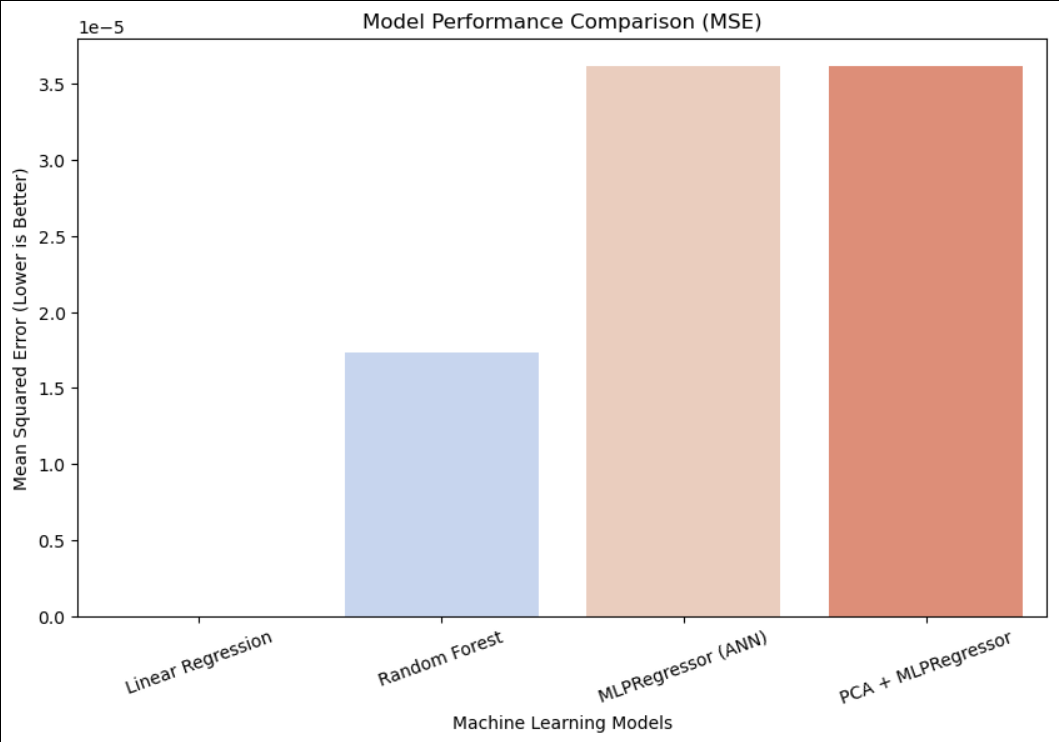 Model Performance Comparison (MSE)
1e−5
Mean Squared Error (Lower is Better)
3.5
3.0
2.5
2.0
1.5
1.0
0.5
0.0
Linear Regression
Random Forest
MLPRegressor (ANN)
PCA + MLPRegressor
Machine Learning Models